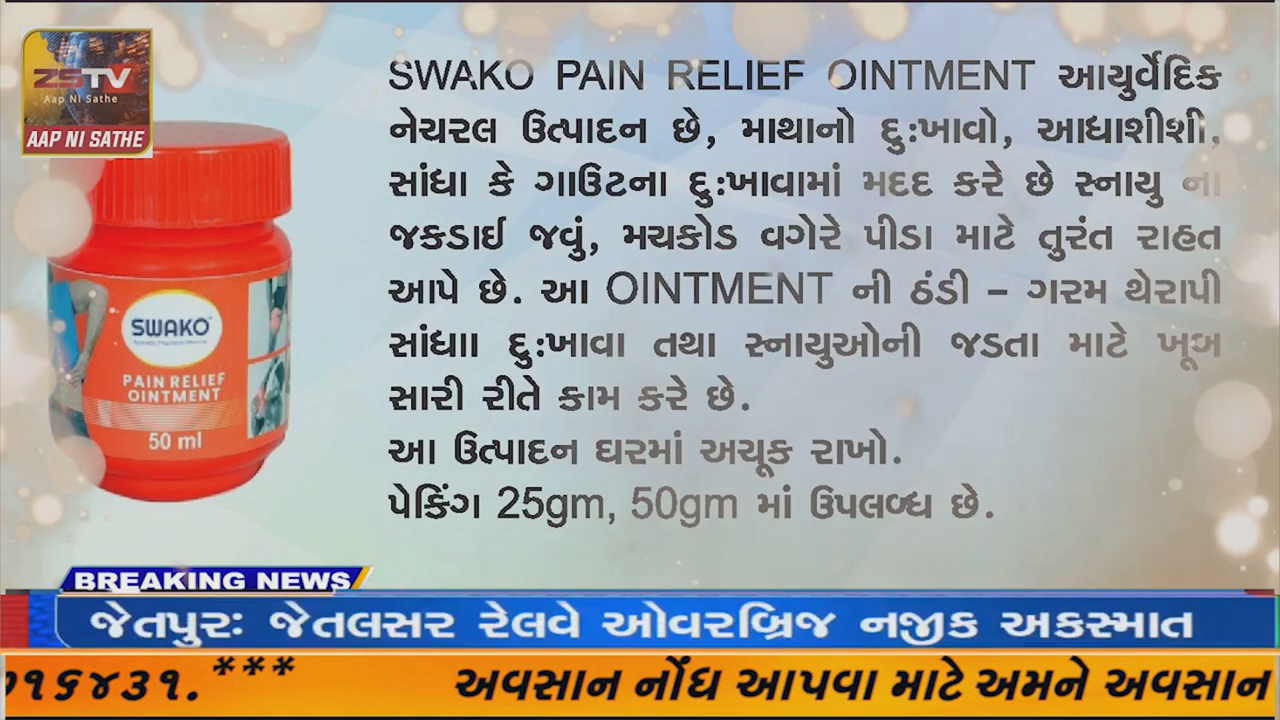 ZSTV
Aap Ni Sathe
AAP NI SATHE
SWAKO PAIN RELIEF OINTMENT આયુર્વેદિક
નેચરલ ઉત્પાદન છે, માથાનો દુઃખાવો, આધાશીશી,
સાંધા કે ગાઉટના દુઃખાવામાં મદદ કરે છે સ્નાયુ ના
જકડાઈ જવું, મચકોડ વગેરે પીડા માટે તુરંત રાહત
આપે છે. આ OINTMENT ની ઠંડી – ગરમ થેરાપી
સાંધાા દુઃખાવા તથા સ્નાયુઓની જડતા માટે ખૂબ
સારી રીતે કામ કરે છે.
આ ઉત્પાદન ઘરમાં અચૂક રાખો.
પેકિંગ 25gm, 50gm માં ઉપલબ્ધ છે.
SWAKO
PAIN RELIEF
OINTMENT
50 ml
BREAKING NEWS
જેતપુરઃ જેતલસર રેલવે ઓવરબ્રિજ નજીક અકસ્માત
૭૧૬૪૩૧.*** અવસાન નોંધ આપવા માટે અમને અવસાન